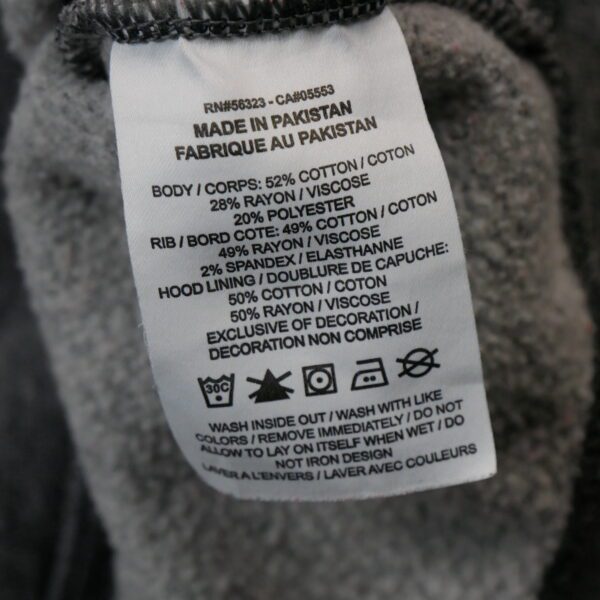 RN#56323 - CA#05553
MADE IN PAKISTAN
FABRIQUE AU PAKISTAN
BODY / CORPS: 52% COTTON / COTON
28% RAYON / VISCOSE
20% POLYESTER
RIB / BORD COTE: 49% COTTON / COTON
49% RAYON / VISCOSE
2% SPANDEX / ELASTHANNE
HOOD LINING / DOUBLURE DE CAPUCHE:
50% COTTON / COTON
50% RAYON / VISCOSE
EXCLUSIVE OF DECORATION /
DECORATION NON COMPRISE
30C
WASH INSIDE OUT / WASH WITH LIKE
COLORS / REMOVE IMMEDIATELY / DO NOT
ALLOW TO LAY ON ITSELF WHEN WET / DO
NOT IRON DESIGN
LAVER A L'ENVERS / LAVER AVEC COULEURS